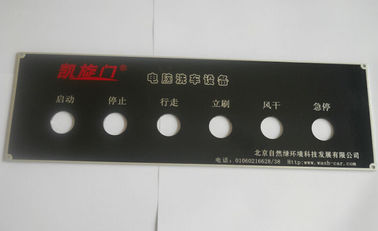 凯旋门® 电脑洗车设备
启动 停止 行走 立刷 风干 急停
北京自然绿环境科技发展有限公司
电话：01060216628/38 Http:www.wash-car.com